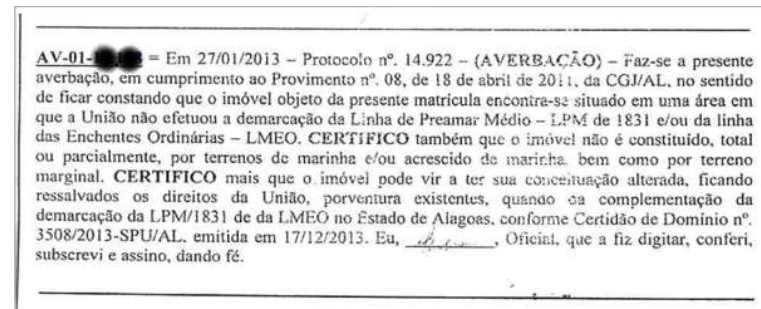 AV-01- = Em 27/01/2013 – Protocolo nº. 14.922 – (AVERBAÇÃO) – Faz-se a presente
averbação, em cumprimento ao Provimento nº. 08, de 18 de abril de 2011, da CGJ/AL, no sentido
de ficar constando que o imóvel objeto da presente matrícula encontra-se situado em uma área em
que a União não efetuou a demarcação da Linha de Preamar Médio – LPM de 1831 e/ou da linha
das Enchentes Ordinárias – LMEO. CERTIFICO também que o imóvel não é constituído, total
ou parcialmente, por terrenos de marinha e/ou acrescido de marinha, bem como por terreno
marginal. CERTIFICO mais que o imóvel pode vir a ter sua conceituação alterada, ficando
ressalvados os direitos da União, porventura existentes, quando da complementação da
demarcação da LPM/1831 de da LMEO no Estado de Alagoas, conforme Certidão de Domínio nº.
3508/2013-SPU/AL, emitida em 17/12/2013. Eu, , Oficial, que a fiz digitar, conferi,
subscrevi e assino, dando fé.